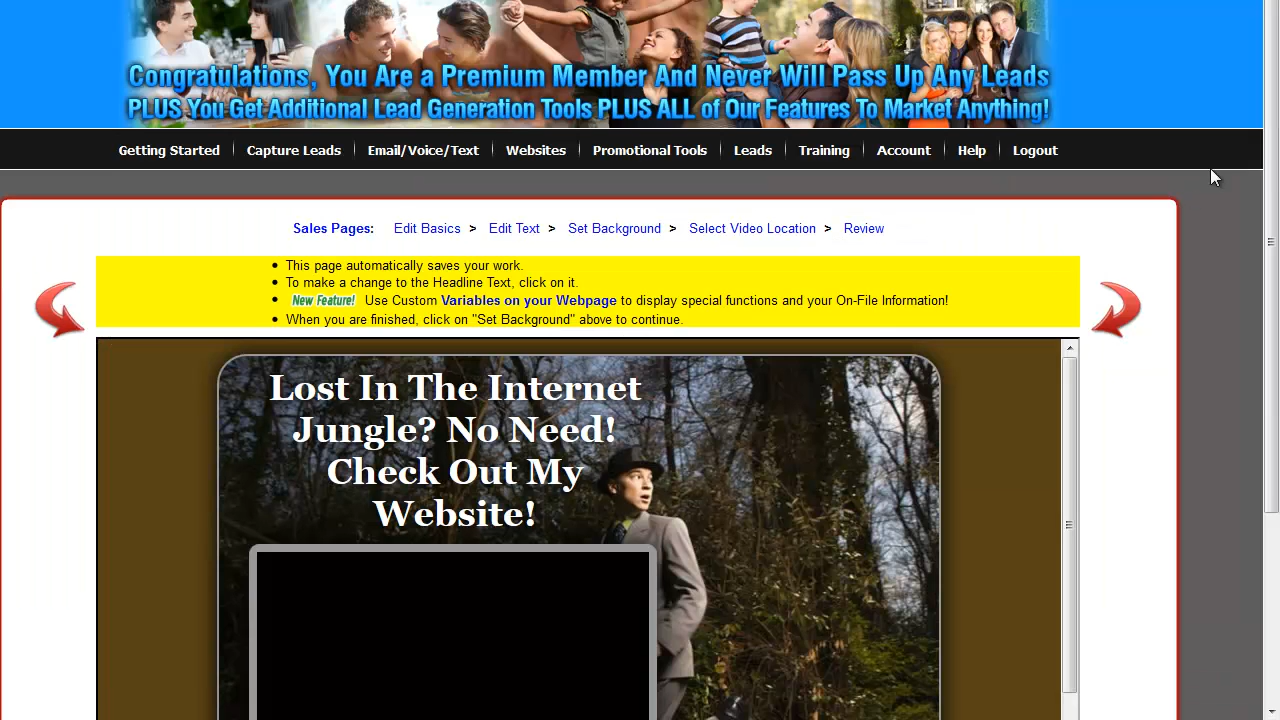 Congratulations, You Are a Premium Member And Never Will Pass Up Any Leads
PLUS You Get Additional Lead Generation Tools PLUS ALL of Our Features To Market Anything!
Getting Started Capture Leads Email/Voice/Text Websites Promotional Tools Leads Training Account Help Logout
Sales Pages: Edit Basics > Edit Text > Set Background > Select Video Location > Review
This page automatically saves your work.
To make a change to the Headline Text, click on it.
New Feature! Use Custom Variables on your Webpage to display special functions and your On-File Information!
When you are finished, click on "Set Background" above to continue.
Lost In The Internet
Jungle? No Need!
Check Out My
Website!